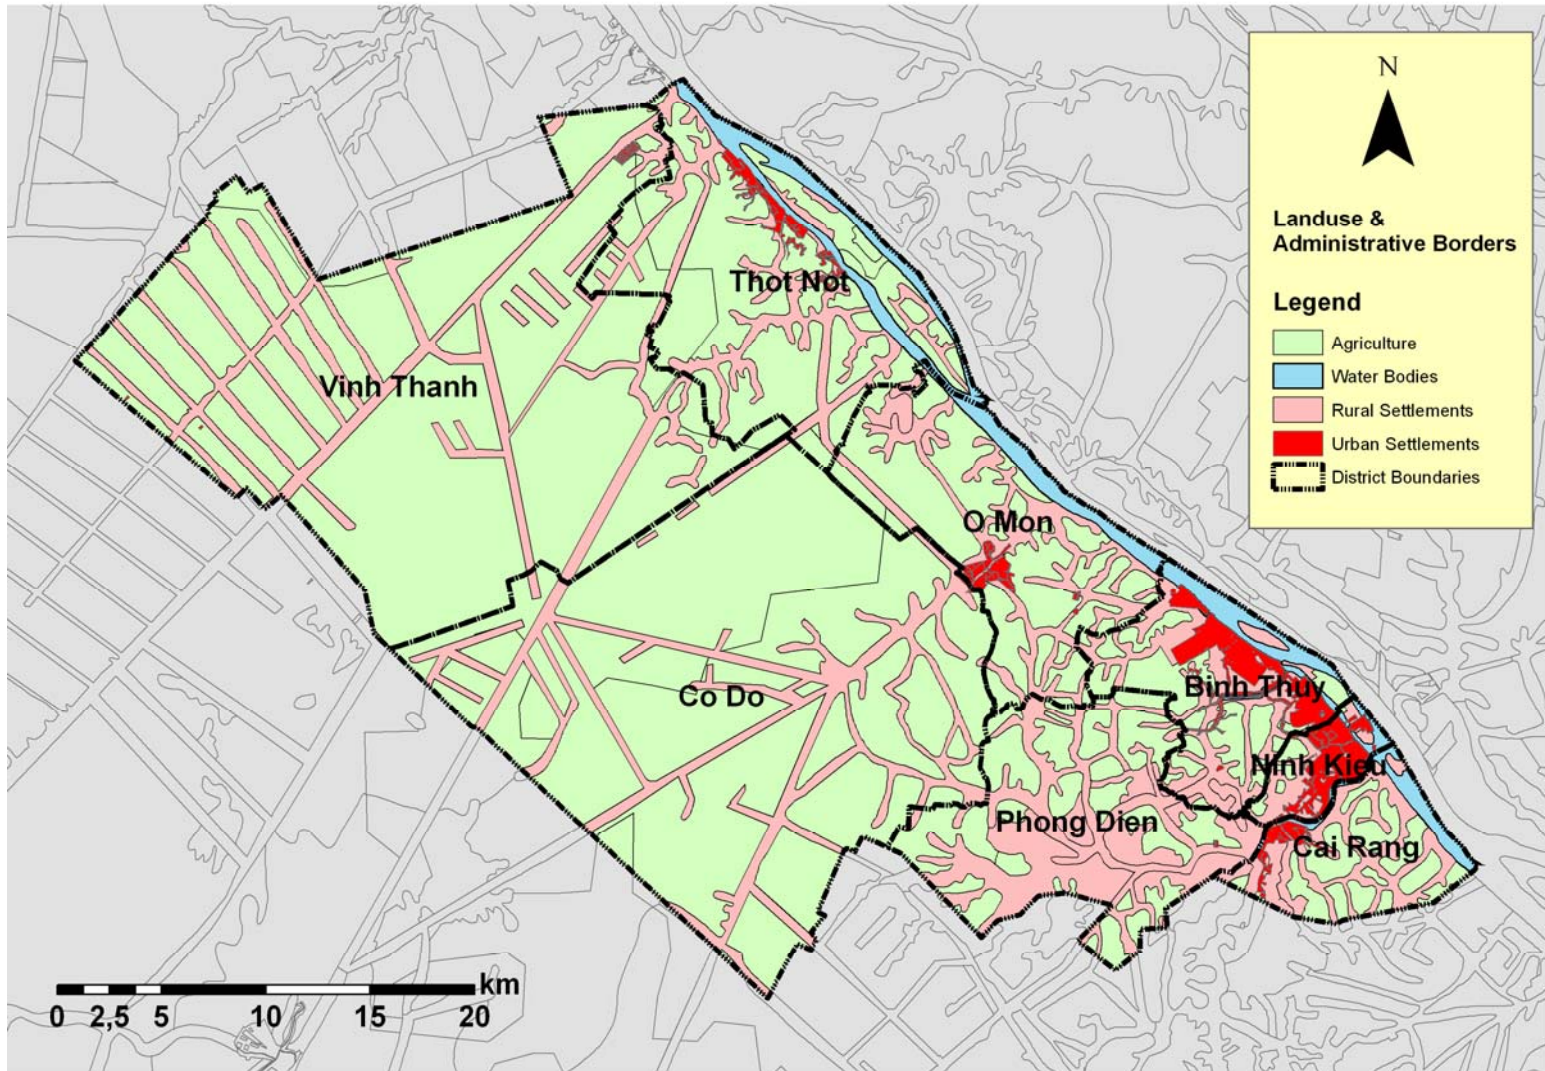 N
Landuse &
Administrative Borders
Legend
Agriculture
Water Bodies
Rural Settlements
Urban Settlements
District Boundaries
Thot Not
Vinh Thanh
O Mon
Co Do
Binh Thuy
Ninh Kieu
Phong Dien
Cai Rang
km
0 2,5 5 10 15 20